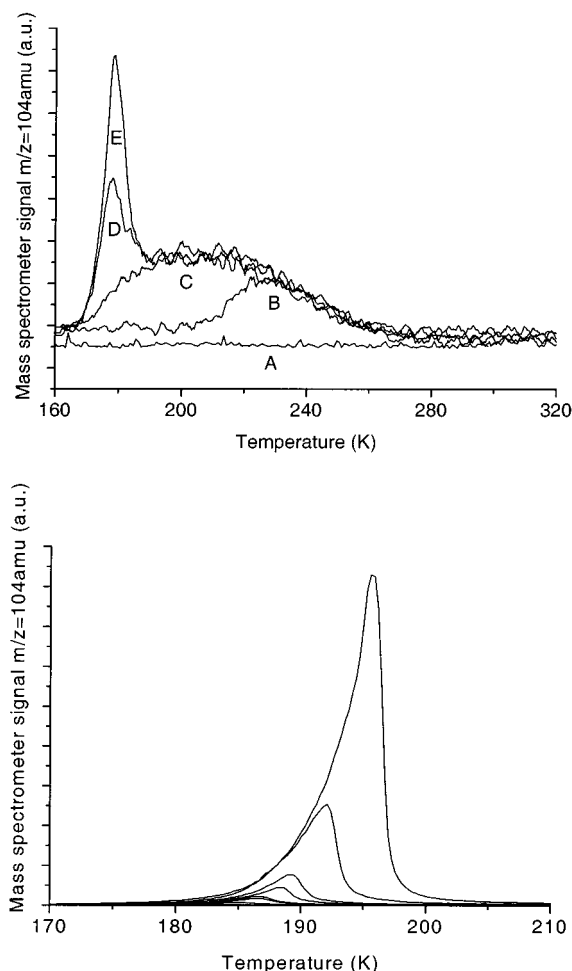 Mass spectrometer signal m/z=104amu (a.u.)
E
D
C
B
A
160 200 240 280 320
Temperature (K)
Mass spectrometer signal m/z=104amu (a.u.)
170 180 190 200 210
Temperature (K)